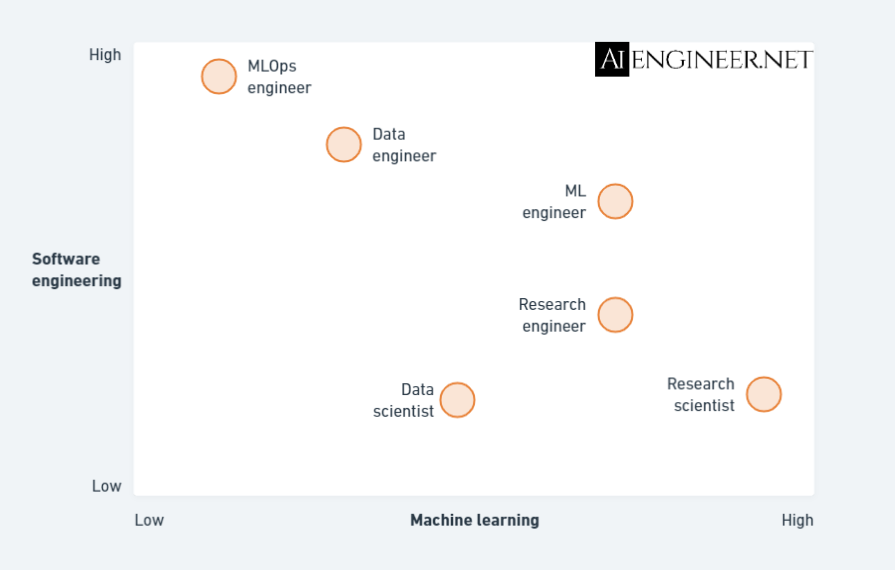 High
AI ENGINEER.NET
MLOps
engineer
Data
engineer
ML
engineer
Software
engineering
Research
engineer
Data
scientist
Research
scientist
Low
Low
Machine learning
High